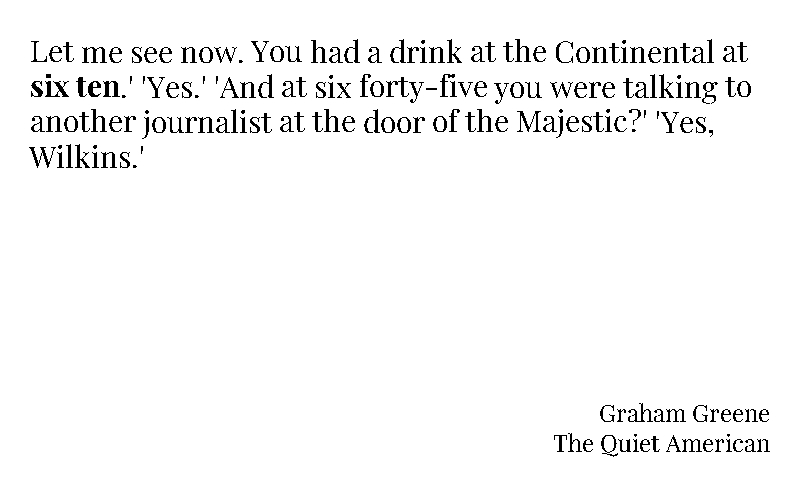 Let me see now. You had a drink at the Continental at
six ten.' 'Yes.' 'And at six forty-five you were talking to
another journalist at the door of the Majestic?' 'Yes,
Wilkins.'
Graham Greene
The Quiet American